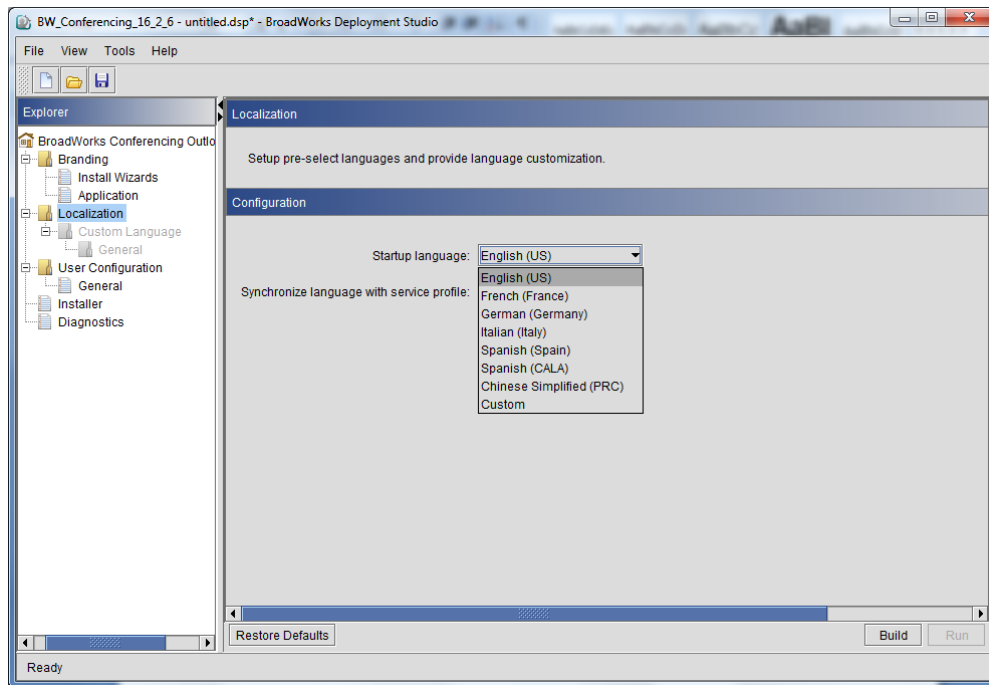 BW_Conferencing_16_2_6 - untitled.dsp* - BroadWorks Deployment Studio
File View Tools Help
Explorer
BroadWorks Conferencing Outlo
Branding
Install Wizards
Application
Localization
Custom Language
General
User Configuration
General
Installer
Diagnostics
Localization
Setup pre-select languages and provide language customization.
Configuration
Startup language: English (US)
English (US)
Synchronize language with service profile:
French (France)
German (Germany)
Italian (Italy)
Spanish (Spain)
Spanish (CALA)
Chinese Simplified (PRC)
Custom
Restore Defaults
Build
Run
Ready